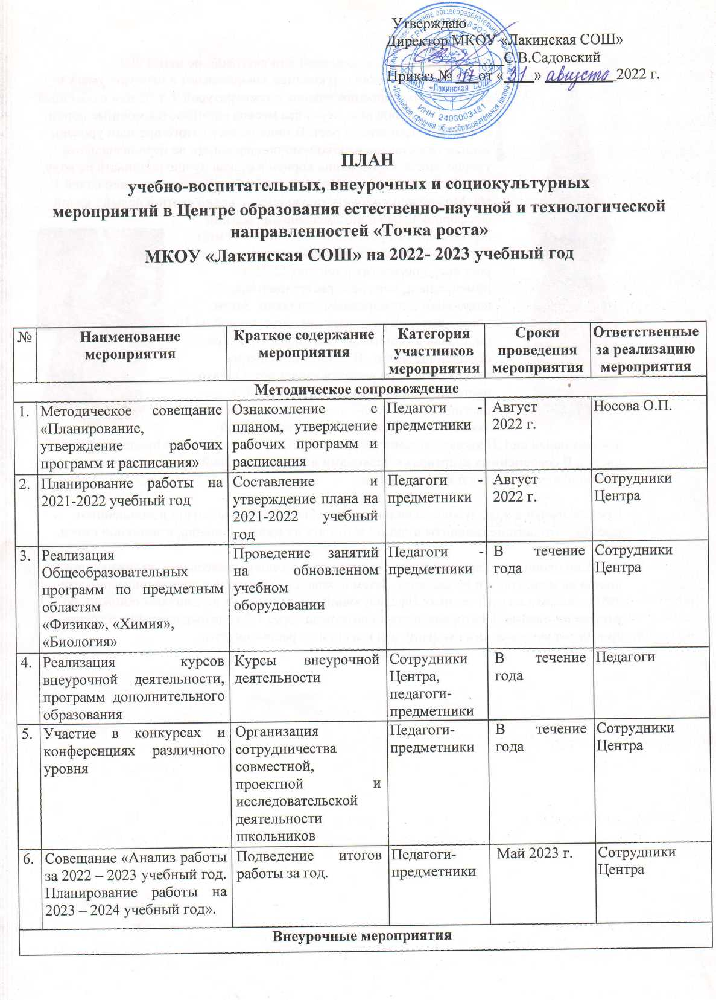 Утверждаю
Директор МКОУ «Лакинская СОШ»
С.В.Садовский
Приказ № 117 от « 31 » августа 2022 г.
МКОУ «Лакинская СОШ»
ИНН 2408003481
«Лакинская средняя общеобразовательная школа»
ПЛАН
учебно-воспитательных, внеурочных и социокультурных
мероприятий в Центре образования естественно-научной и технологической
направленностей «Точка роста»
МКОУ «Лакинская СОШ» на 2022- 2023 учебный год
№ Наименование мероприятия Краткое содержание мероприятия Категория участников мероприятия Сроки проведения мероприятия Ответственные за реализацию мероприятия
Методическое сопровождение
1. Методическое совещание Ознакомление с Педагоги - Август Носова О.П.
«Планирование, планом, утверждение предметники 2022 г.
утверждение рабочих рабочих программ и
программ и расписания» расписания
2. Планирование работы на Составление и Педагоги - Август Сотрудники
2021-2022 учебный год утверждение плана на предметники 2022 г. Центра
2021-2022 учебный
год
3. Реализация Проведение занятий Педагоги - В течение Сотрудники
Общеобразовательных на обновленном предметники года Центра
программ по предметным учебном
областям оборудовании
«Физика», «Химия»,
«Биология»
4. Реализация курсов Курсы внеурочной Сотрудники В течение Педагоги
внеурочной деятельности, деятельности Центра, года
программ дополнительного педагоги-
образования предметники
5. Участие в конкурсах и Организация Педагоги- В течение Сотрудники
конференциях различного сотрудничества предметники года Центра
уровня совместной,
проектной и
исследовательской
деятельности
школьников
6. Совещание «Анализ работы Подведение итогов Педагоги- Май 2023 г. Сотрудники
за 2022 – 2023 учебный год. работы за год. предметники Центра
Планирование работы на
2023 – 2024 учебный год».
Внеурочные мероприятия